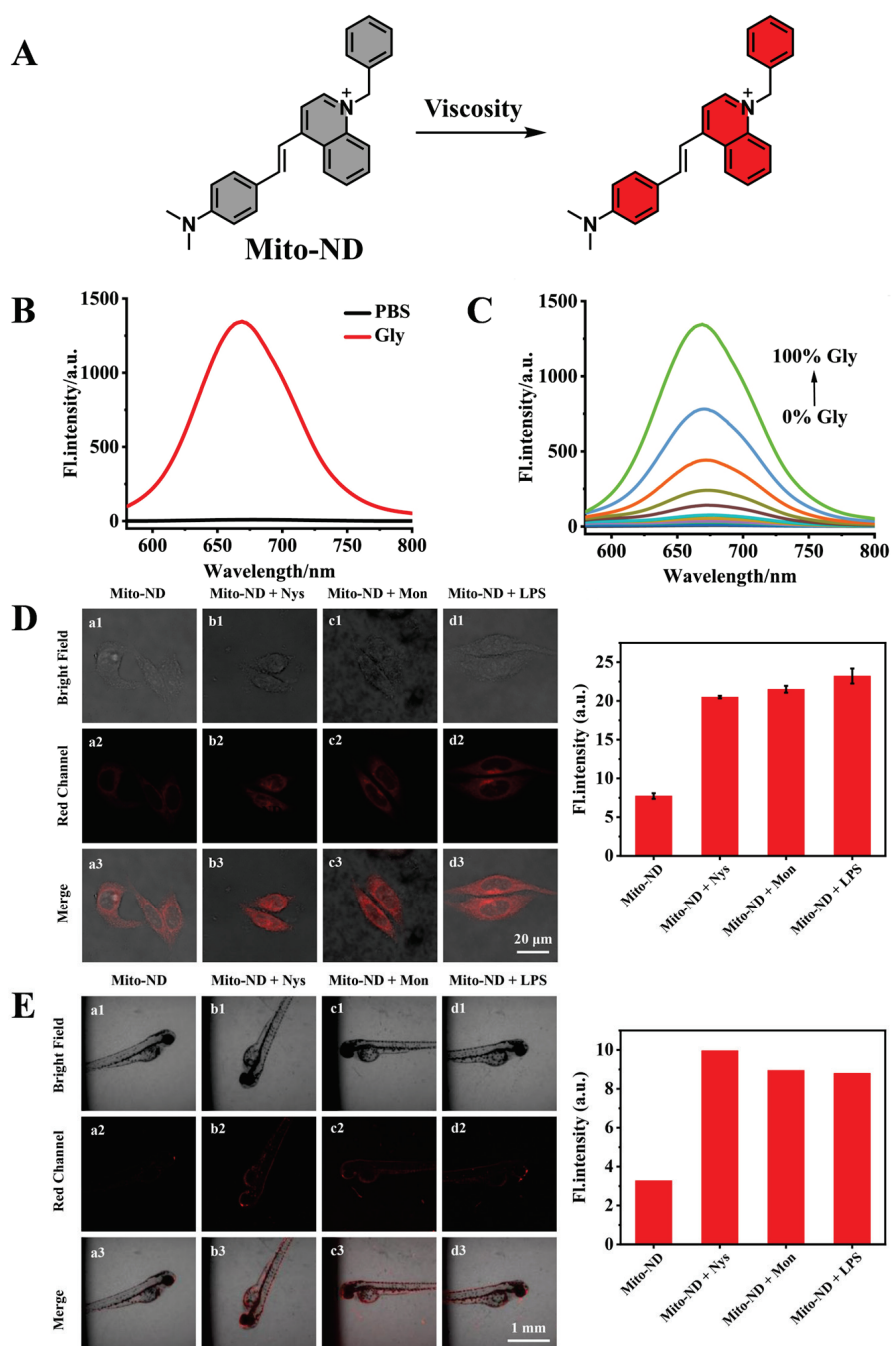 A
N
+
Viscosity
N
+
N
N
Mito-ND
B
1500
1000
500
0
Fl.intensity/a.u.
PBS
Gly
600
650
700
750
800
Wavelength/nm
C
1500
1000
500
0
Fl.intensity/a.u.
100% Gly
0% Gly
600
650
700
750
800
Wavelength/nm
D
Mito-ND
Mito-ND + Nys
Mito-ND + Mon
Mito-ND + LPS
Bright Field
a1
b1
c1
d1
Red Channel
a2
b2
c2
d2
Merge
a3
b3
c3
d3
20 μm
Fl.intensity (a.u.)
25
20
15
10
5
0
Mito-ND
Mito-ND + Nys
Mito-ND + Mon
Mito-ND + LPS
E
Mito-ND
Mito-ND + Nys
Mito-ND + Mon
Mito-ND + LPS
Bright Field
a1
b1
c1
d1
Red Channel
a2
b2
c2
d2
Merge
a3
b3
c3
d3
1 mm
Fl.intensity (a.u.)
10
8
6
4
2
0
Mito-ND
Mito-ND + Nys
Mito-ND + Mon
Mito-ND + LPS